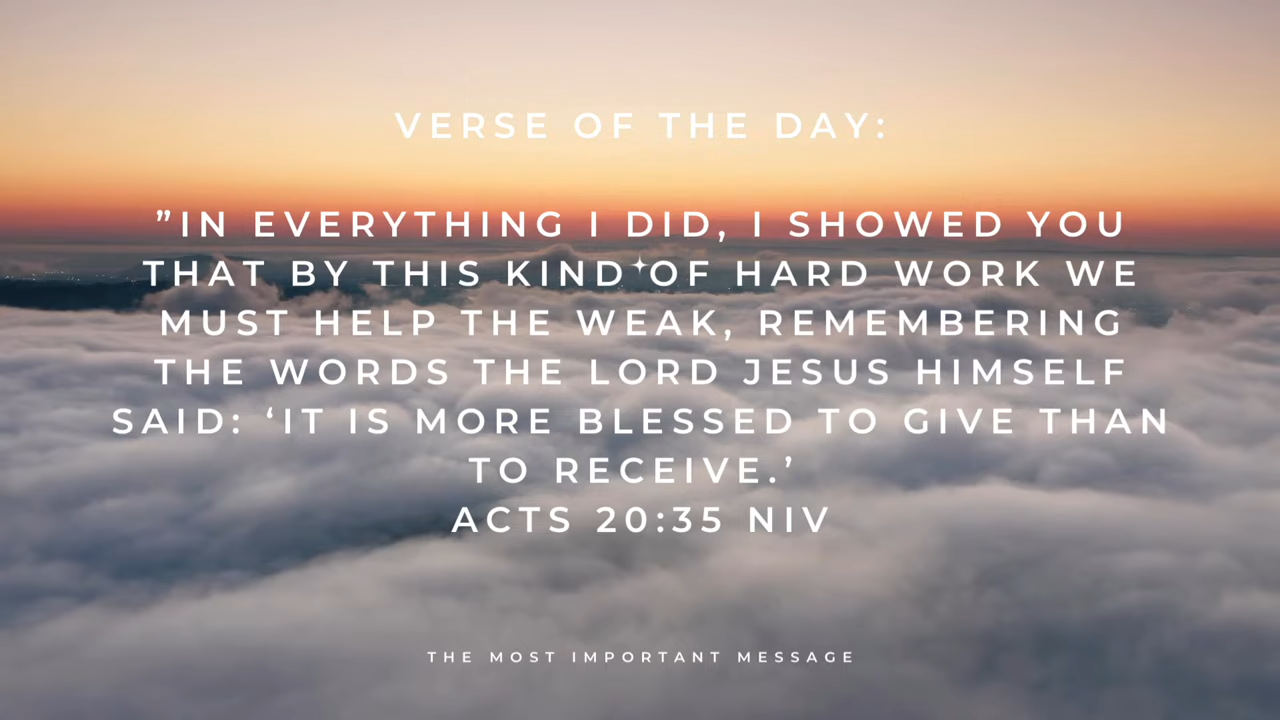 VERSE OF THE DAY:
”IN EVERYTHING I DID, I SHOWED YOU
THAT BY THIS KIND OF HARD WORK WE
MUST HELP THE WEAK, REMEMBERING
THE WORDS THE LORD JESUS HIMSELF
SAID: ‘IT IS MORE BLESSED TO GIVE THAN
TO RECEIVE.’
ACTS 20:35 NIV
THE MOST IMPORTANT MESSAGE